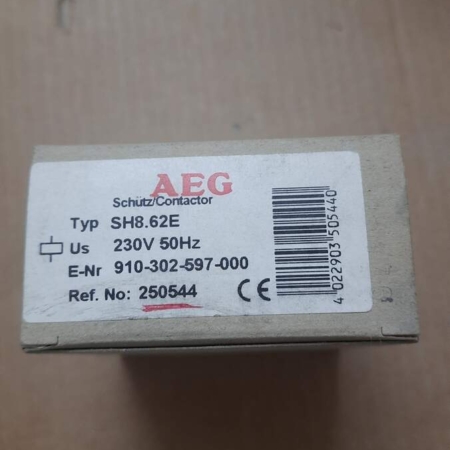 AEG
Schütz/Contactor
Typ SH8.62E
Us 230V 50Hz
E-Nr 910-302-597-000
Ref. No: 250544 CE
4 022903 505440